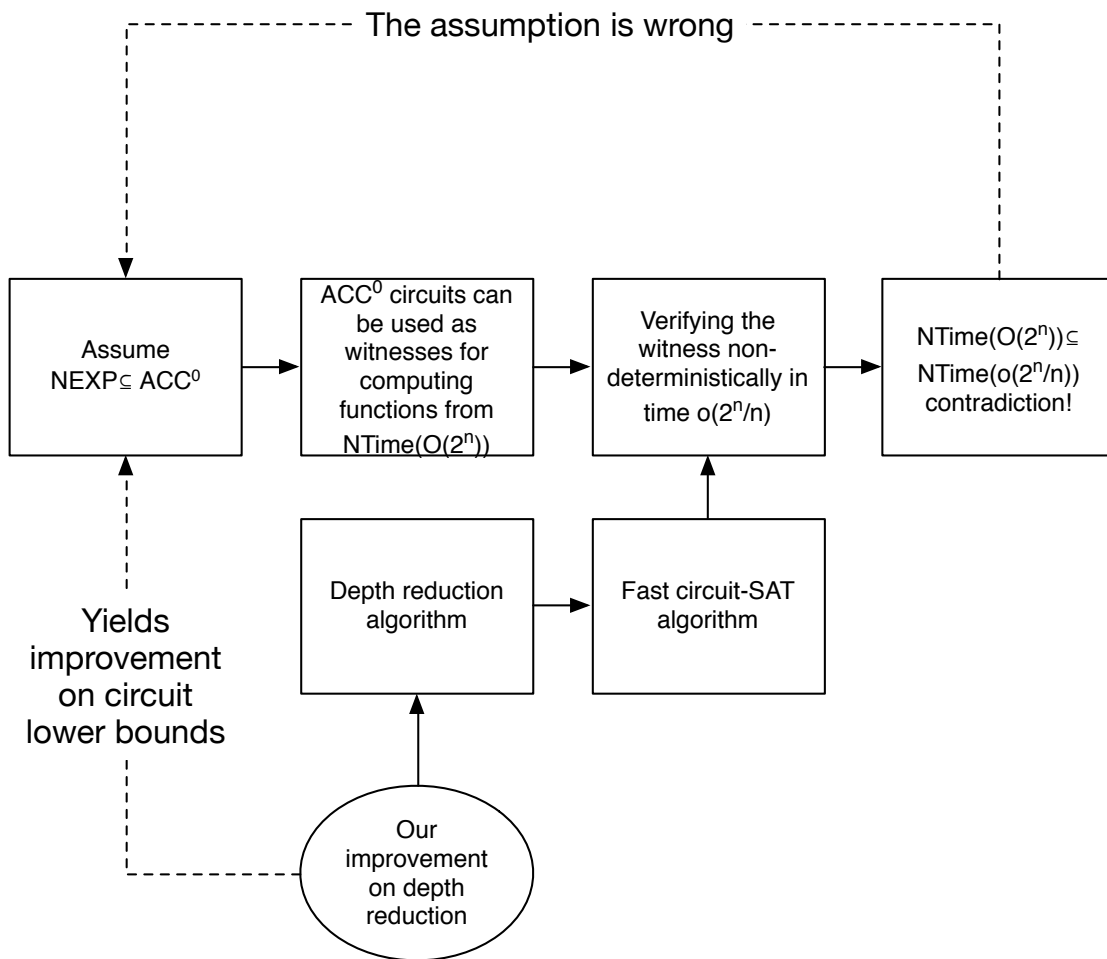 The assumption is wrong
Assume
NEXP⊆ ACC⁰
ACC⁰ circuits can
be used as
witnesses for
computing
functions from
NTime(O(2ⁿ))
Verifying the
witness non-
deterministically in
time o(2ⁿ/n)
NTime(O(2ⁿ))⊆
NTime(o(2ⁿ/n))
contradiction!
Depth reduction
algorithm
Fast circuit-SAT
algorithm
Yields
improvement
on circuit
lower bounds
Our
improvement
on depth
reduction